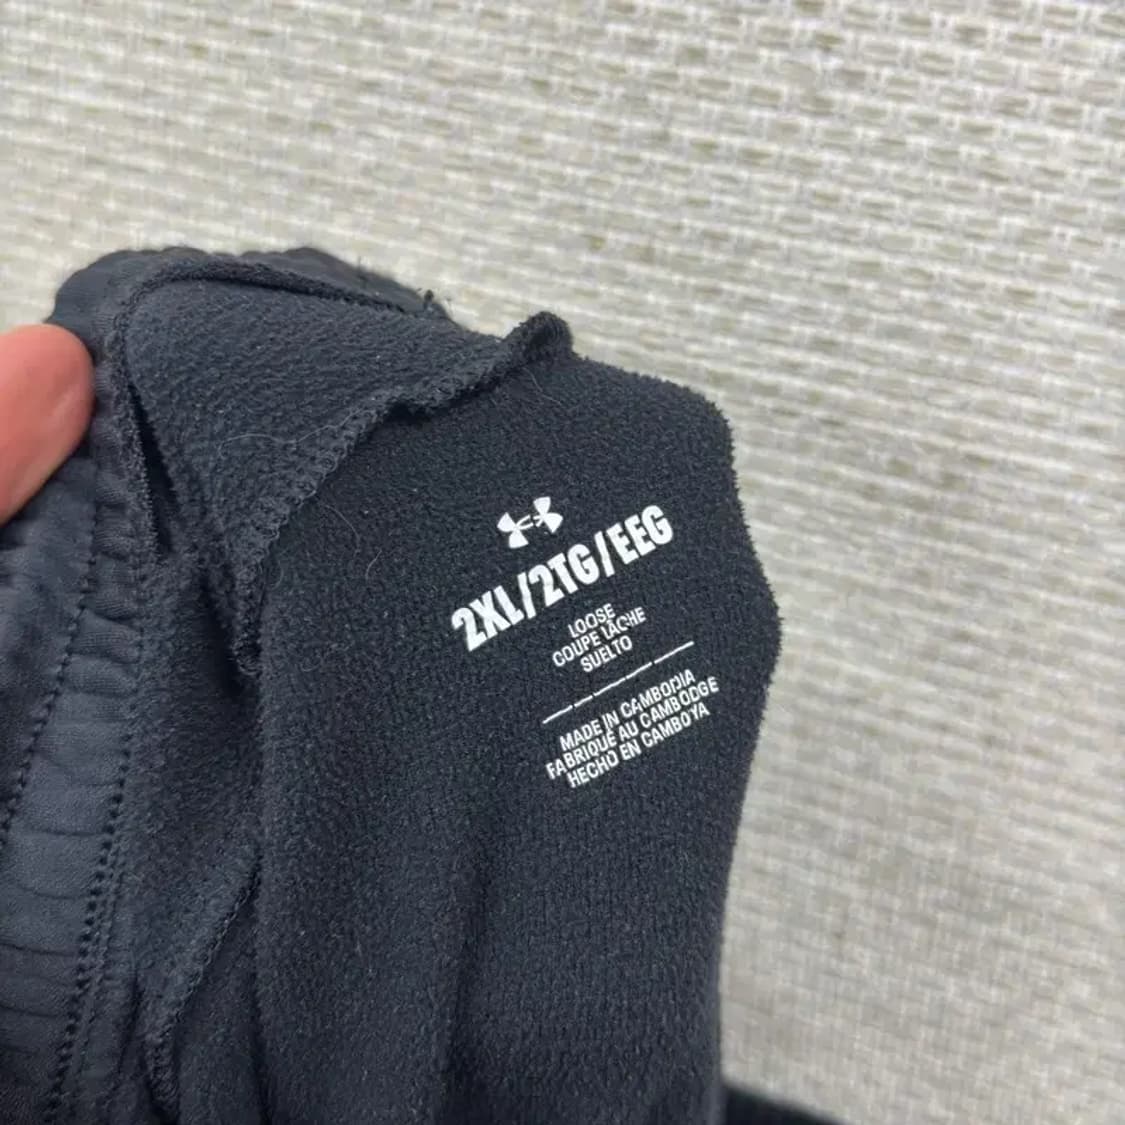 2XL/2TG/EEG
LOOSE
COUPE LÂCHE
SUELTO
MADE IN CAMBODIA
FABRIQUÉ AU CAMBODGE
HECHO EN CAMBOYA